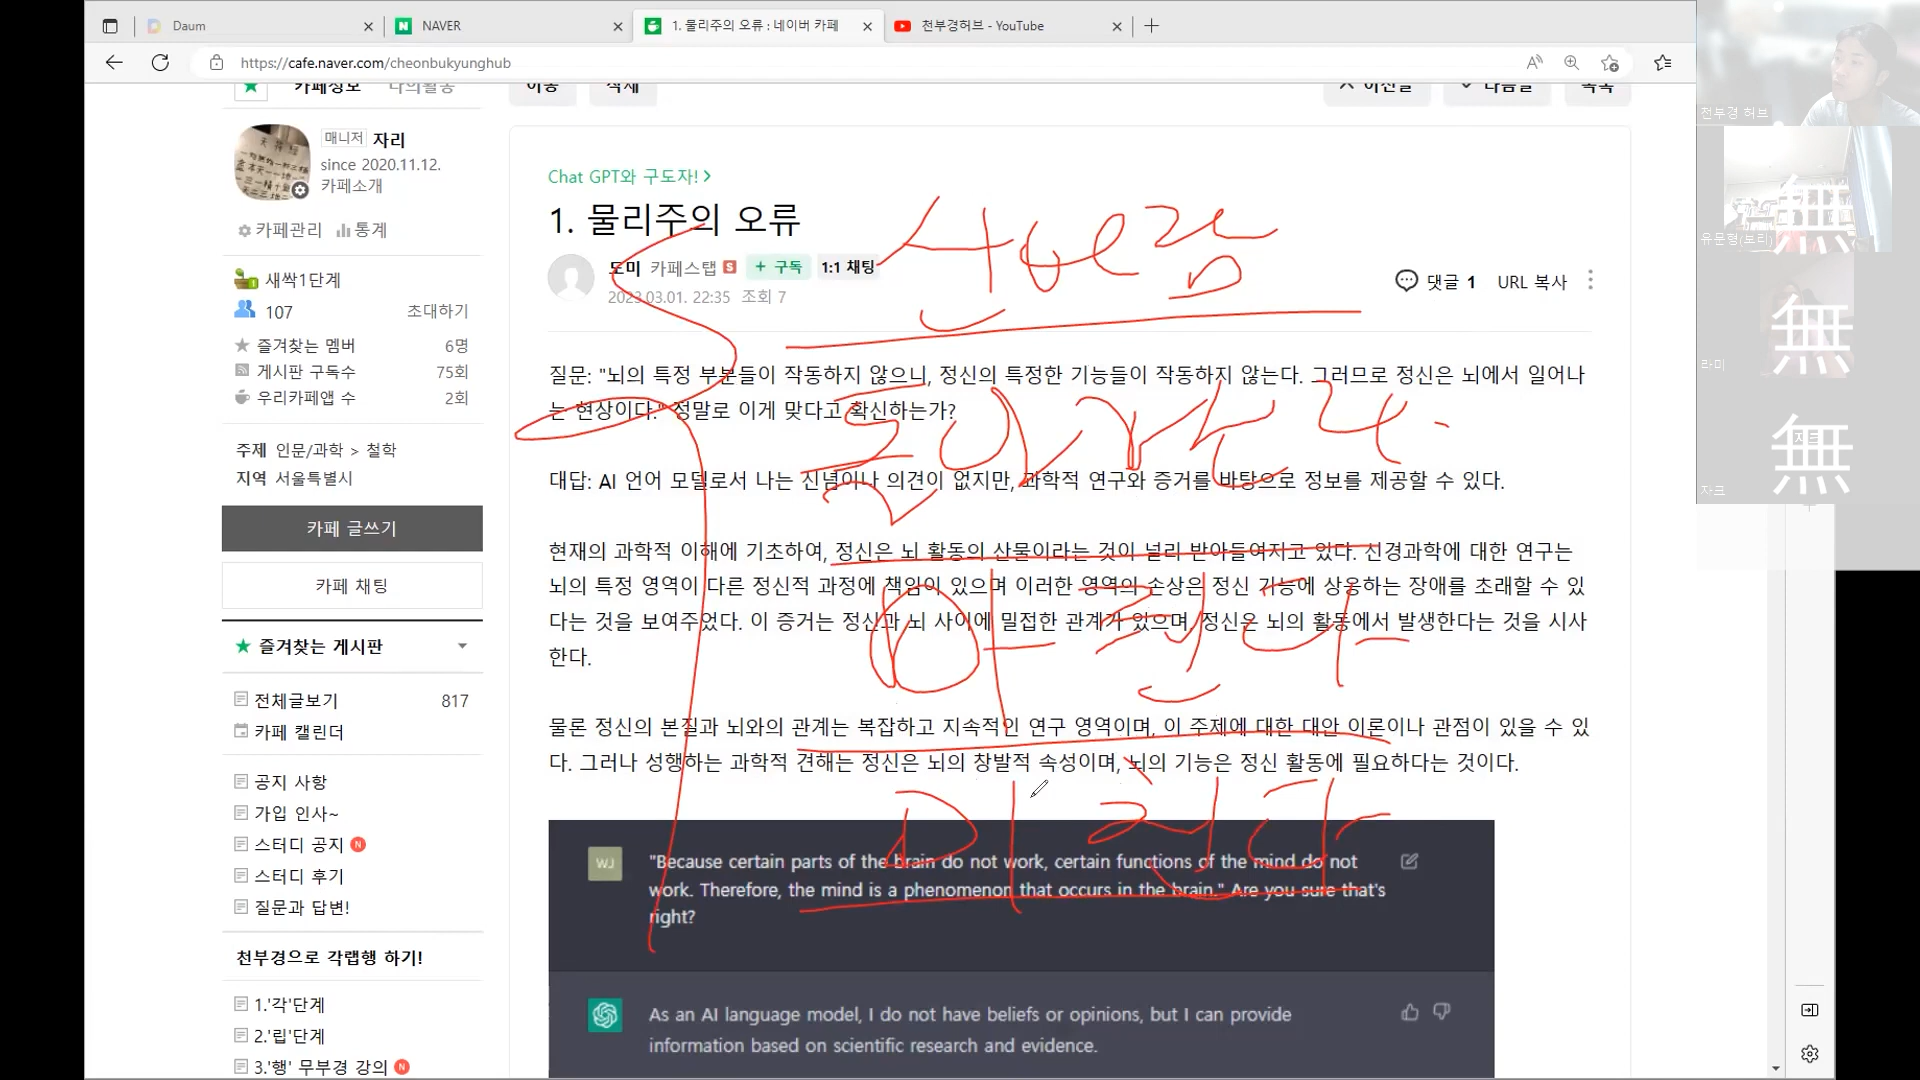 Daum
NAVER
1. 물리주의 오류 : 네이버 카페
천부경허브 - YouTube
https://cafe.naver.com/cheonbukyunghub
카페정보 나의활동
이동 삭제
이전글 다음글 목록
매니저 자리
since 2020.11.12.
카페소개
카페관리 통계
새싹1단계
107 초대하기
즐겨찾는 멤버 6명
게시판 구독수 75회
우리카페앱 수 2회
주제 인문/과학 > 철학
지역 서울특별시
카페 글쓰기
카페 채팅
즐겨찾는 게시판
전체글보기 817
카페 캘린더
공지 사항
가입 인사~
스터디 공지 N
스터디 후기
질문과 답변!
천부경으로 각랩행 하기!
1.'각'단계
2.'립'단계
3.'행' 무부경 강의 N
Chat GPT와 구도자! >
1. 물리주의 오류
도미 카페스탭 S + 구독 1:1 채팅
2023.03.01. 22:35 조회 7
댓글 1 URL 복사
질문: "뇌의 특정 부분들이 작동하지 않으니, 정신의 특정한 기능들이 작동하지 않는다. 그러므로 정신은 뇌에서 일어나
는 현상이다." 정말로 이게 맞다고 확신하는가?
대답: AI 언어 모델로서 나는 신념이나 의견이 없지만, 과학적 연구와 증거를 바탕으로 정보를 제공할 수 있다.
현재의 과학적 이해에 기초하여, 정신은 뇌 활동의 산물이라는 것이 널리 받아들여지고 있다. 신경과학에 대한 연구는
뇌의 특정 영역이 다른 정신적 과정에 책임이 있으며 이러한 영역의 손상은 정신 기능에 상응하는 장애를 초래할 수 있
다는 것을 보여주었다. 이 증거는 정신과 뇌 사이에 밀접한 관계가 있으며, 정신은 뇌의 활동에서 발생한다는 것을 시사
한다.
물론 정신의 본질과 뇌와의 관계는 복잡하고 지속적인 연구 영역이며, 이 주제에 대한 대안 이론이나 관점이 있을 수 있
다. 그러나 성행하는 과학적 견해는 정신은 뇌의 창발적 속성이며, 뇌의 기능은 정신 활동에 필요하다는 것이다.
WJ
"Because certain parts of the brain do not work, certain functions of the mind do not
work. Therefore, the mind is a phenomenon that occurs in the brain." Are you sure that's
right?
As an AI language model, I do not have beliefs or opinions, but I can provide
information based on scientific research and evidence.
천부경 허브
無
유문형(보리)
無
라미
無
자크